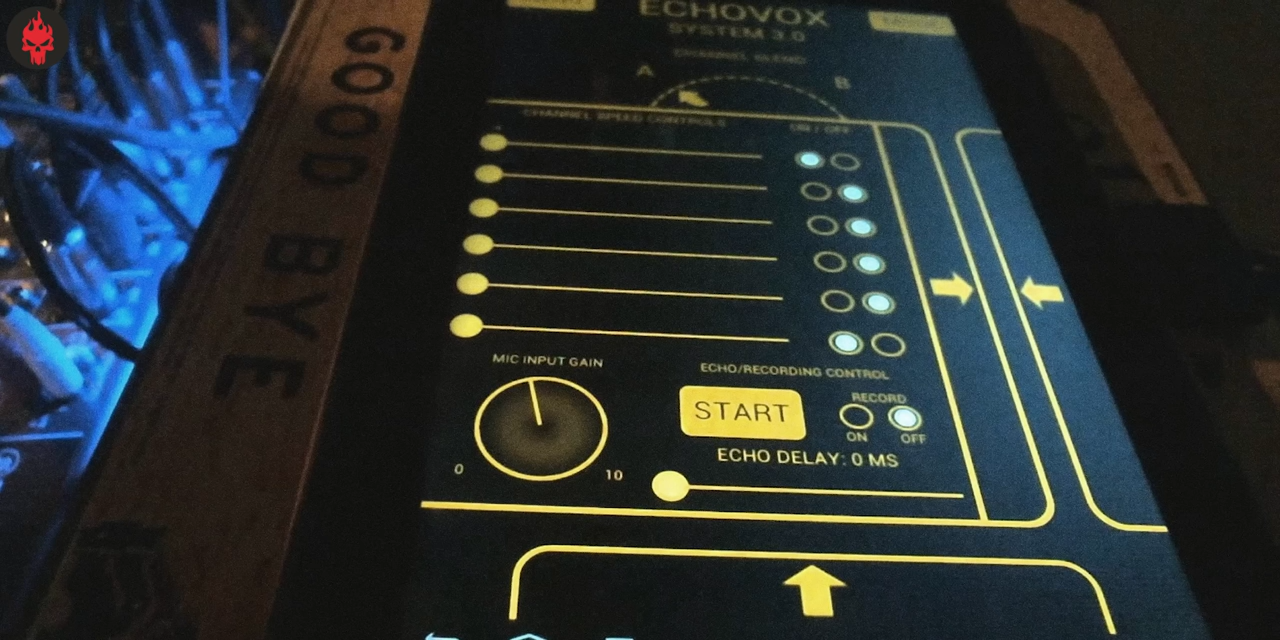 GOOD BYE
ECHOVOX
SYSTEM 3.0
CHANNEL BLEND
A
B
CHANNEL SPEED CONTROLS
ON / OFF
MIC INPUT GAIN
0
10
ECHO/RECORDING CONTROL
START
RECORD
ON
OFF
ECHO DELAY: 0 MS